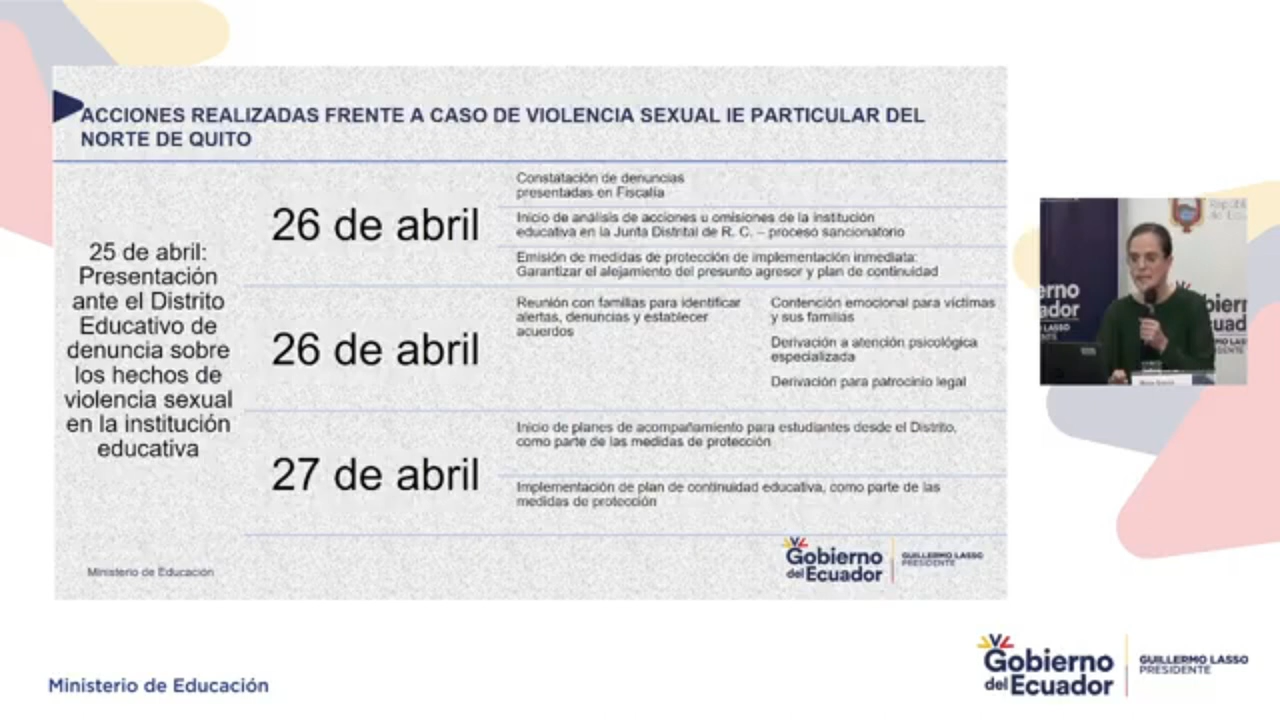 ACCIONES REALIZADAS FRENTE A CASO DE VIOLENCIA SEXUAL IE PARTICULAR DEL
NORTE DE QUITO
25 de abril:
Presentación
ante el Distrito
Educativo de
denuncia sobre
los hechos de
violencia sexual
en la institución
educativa
26 de abril
Constatación de denuncias
presentadas en Fiscalía
Inicio de análisis de acciones u omisiones de la institución
educativa en la Junta Distrital de R. C. – proceso sancionatorio
Emisión de medidas de protección de implementación inmediata:
Garantizar el alejamiento del presunto agresor y plan de continuidad
26 de abril
Reunión con familias para identificar
alertas, denuncias y establecer
acuerdos
Contención emocional para víctimas
y sus familias
Derivación a atención psicológica
especializada
Derivación para patrocinio legal
27 de abril
Inicio de planes de acompañamiento para estudiantes desde el Distrito,
como parte de las medidas de protección
Implementación de plan de continuidad educativa, como parte de las
medidas de protección
Ministerio de Educación
Gobierno
del Ecuador
GUILLERMO LASSO
PRESIDENTE
erno
ador
LASSO
Ministerio de Educación
Gobierno
del Ecuador
GUILLERMO LASSO
PRESIDENTE